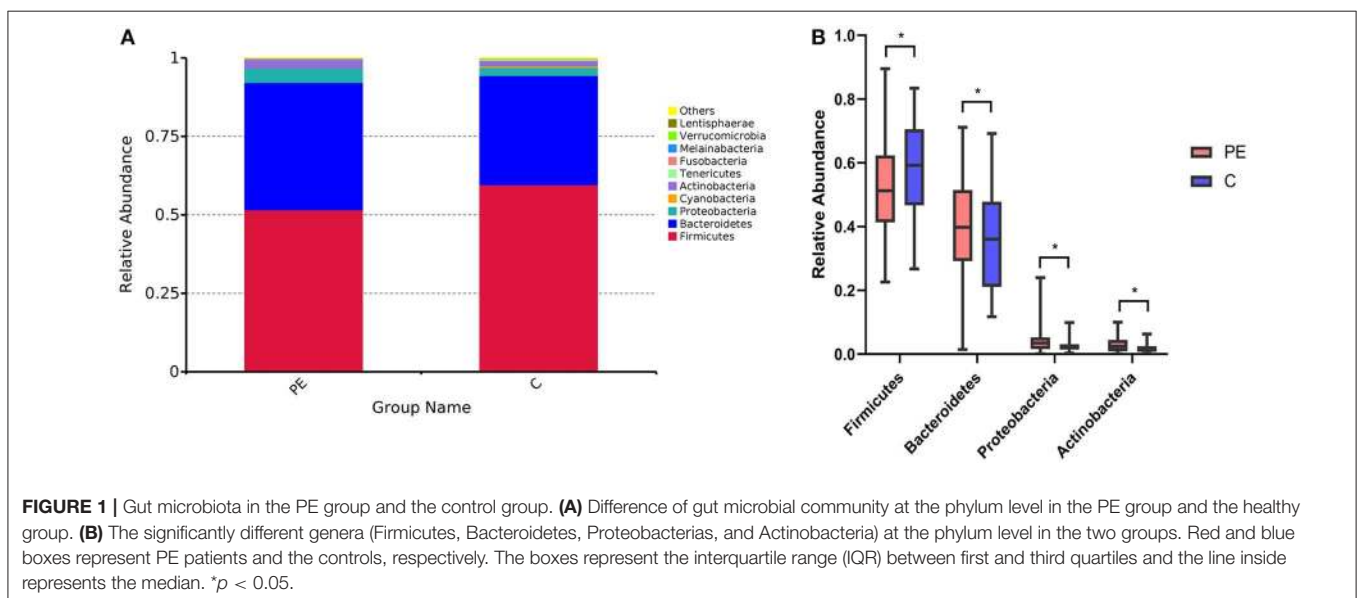 A
1
0.75
0.5
0.25
0
Relative Abundance
PE
C
Group Name
Others
Lentisphaerae
Verrucomicrobia
Melainabacteria
Fusobacteria
Tenericutes
Actinobacteria
Cyanobacteria
Proteobacteria
Bacteroidetes
Firmicutes
B
1.0
0.8
0.6
0.4
0.2
0.0
Relative Abundance
*
*
*
*
Firmicutes
Bacteroidetes
Proteobacteria
Actinobacteria
PE
C
FIGURE 1 | Gut microbiota in the PE group and the control group. (A) Difference of gut microbial community at the phylum level in the PE group and the healthy
group. (B) The significantly different genera (Firmicutes, Bacteroidetes, Proteobacterias, and Actinobacteria) at the phylum level in the two groups. Red and blue
boxes represent PE patients and the controls, respectively. The boxes represent the interquartile range (IQR) between first and third quartiles and the line inside
represents the median. *p < 0.05.